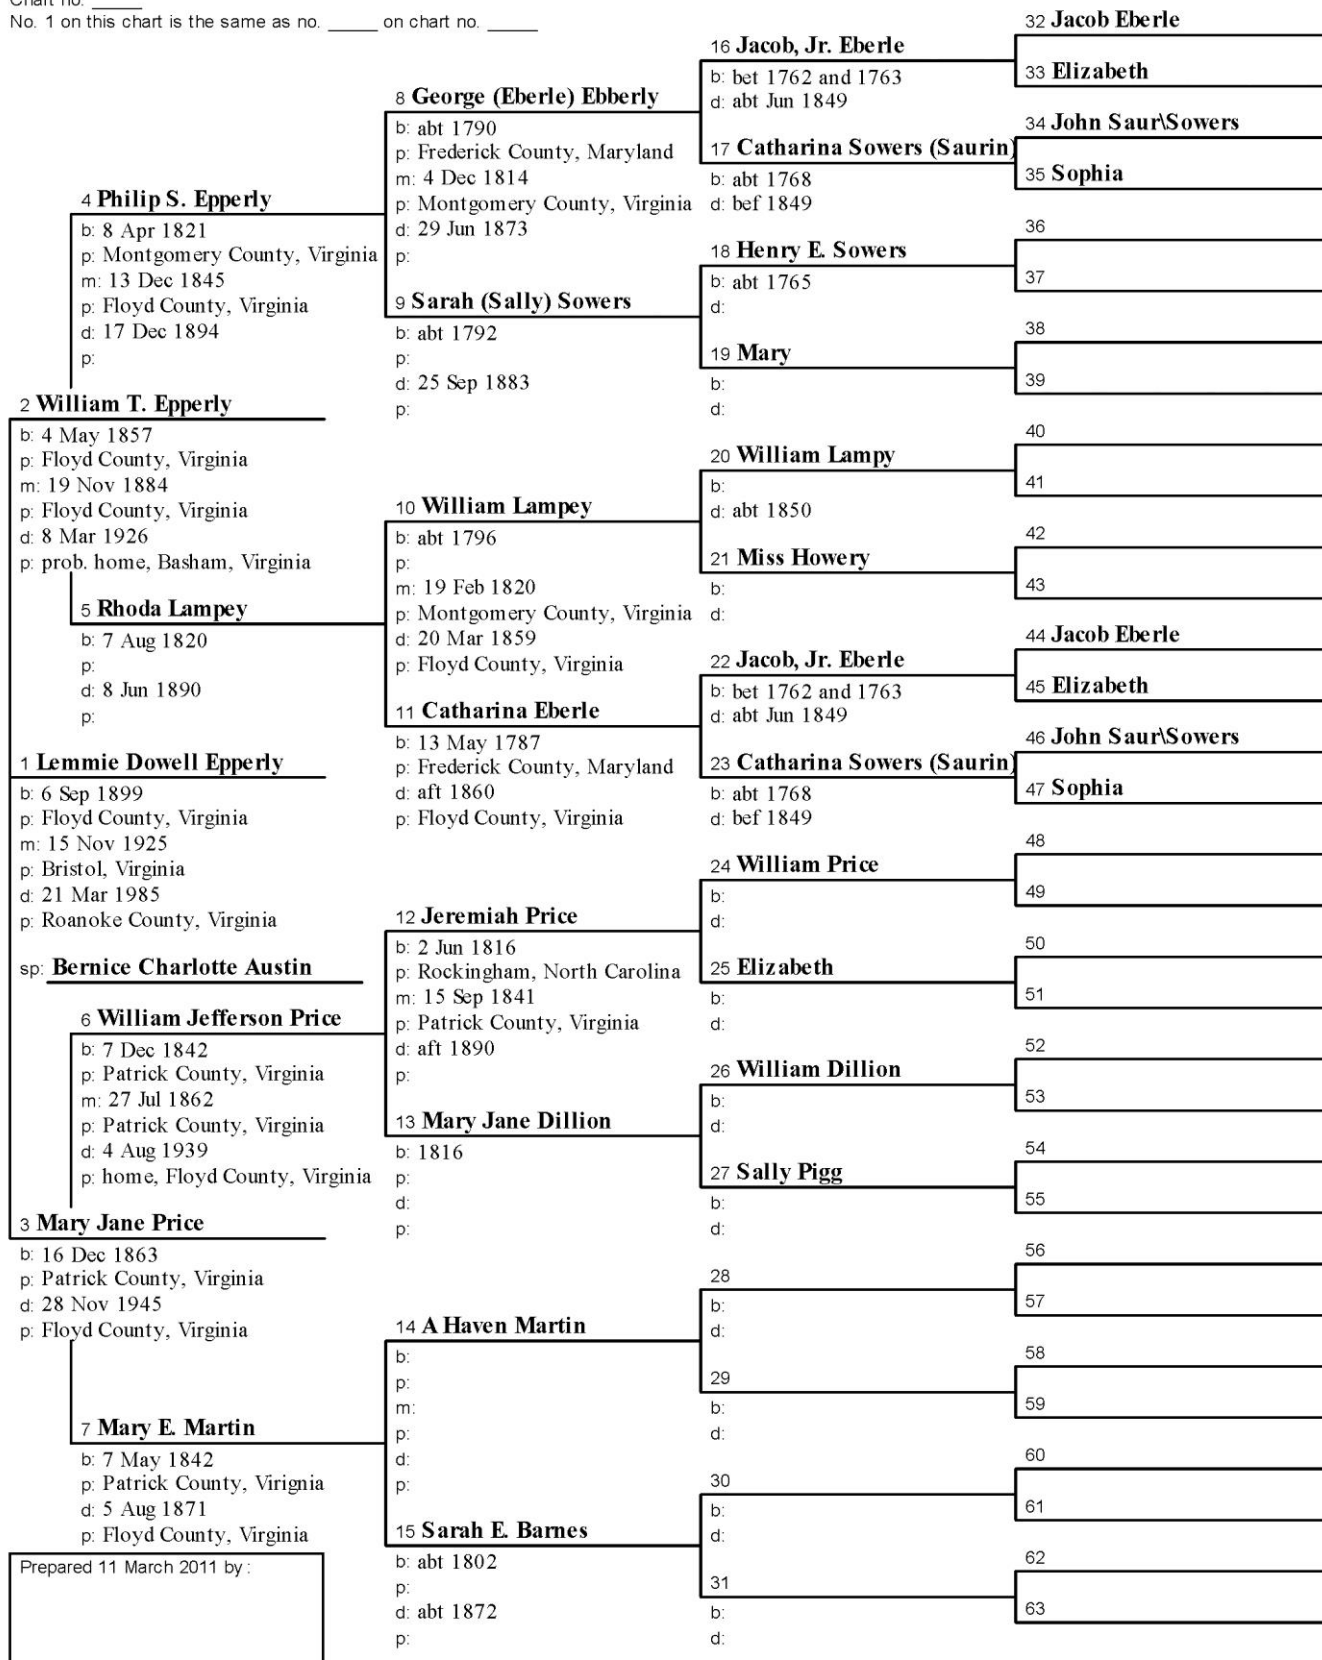 Chart no. _____
No. 1 on this chart is the same as no. _____ on chart no. _____
2 William T. Epperly
b: 4 May 1857
p: Floyd County, Virginia
m: 19 Nov 1884
p: Floyd County, Virginia
d: 8 Mar 1926
p: prob. home, Basham, Virginia
1 Lemmie Dowell Epperly
b: 6 Sep 1899
p: Floyd County, Virginia
m: 15 Nov 1925
p: Bristol, Virginia
d: 21 Mar 1985
p: Roanoke County, Virginia
sp: Bernice Charlotte Austin
3 Mary Jane Price
b: 16 Dec 1863
p: Patrick County, Virginia
d: 28 Nov 1945
p: Floyd County, Virginia
Prepared 11 March 2011 by :
4 Philip S. Epperly
b: 8 Apr 1821
p: Montgomery County, Virginia
m: 13 Dec 1845
p: Floyd County, Virginia
d: 17 Dec 1894
p:
5 Rhoda Lampey
b: 7 Aug 1820
p:
d: 8 Jun 1890
p:
6 William Jefferson Price
b: 7 Dec 1842
p: Patrick County, Virginia
m: 27 Jul 1862
p: Patrick County, Virginia
d: 4 Aug 1939
p: home, Floyd County, Virginia
7 Mary E. Martin
b: 7 May 1842
p: Patrick County, Virignia
d: 5 Aug 1871
p: Floyd County, Virginia
8 George (Eberle) Ebberly
b: abt 1790
p: Frederick County, Maryland
m: 4 Dec 1814
p: Montgomery County, Virginia
d: 29 Jun 1873
p:
9 Sarah (Sally) Sowers
b: abt 1792
p:
d: 25 Sep 1883
p:
10 William Lampey
b: abt 1796
p:
m: 19 Feb 1820
p: Montgomery County, Virginia
d: 20 Mar 1859
p: Floyd County, Virginia
11 Catharina Eberle
b: 13 May 1787
p: Frederick County, Maryland
d: aft 1860
p: Floyd County, Virginia
12 Jeremiah Price
b: 2 Jun 1816
p: Rockingham, North Carolina
m: 15 Sep 1841
p: Patrick County, Virginia
d: aft 1890
p:
13 Mary Jane Dillion
b: 1816
p:
d:
p:
14 A Haven Martin
b:
p:
m:
p:
d:
p:
15 Sarah E. Barnes
b: abt 1802
p:
d: abt 1872
p:
16 Jacob, Jr. Eberle
b: bet 1762 and 1763
d: abt Jun 1849
17 Catharina Sowers (Saurin)
b: abt 1768
d: bef 1849
18 Henry E. Sowers
b: abt 1765
d:
19 Mary
b:
d:
20 William Lampy
b:
d: abt 1850
21 Miss Howery
b:
d:
22 Jacob, Jr. Eberle
b: bet 1762 and 1763
d: abt Jun 1849
23 Catharina Sowers (Saurin)
b: abt 1768
d: bef 1849
24 William Price
b:
d:
25 Elizabeth
b:
d:
26 William Dillion
b:
d:
27 Sally Pigg
b:
d:
28
b:
d:
29
b:
d:
30
b:
d:
31
b:
d:
32 Jacob Eberle
33 Elizabeth
34 John Saur\Sowers
35 Sophia
36
37
38
39
40
41
42
43
44 Jacob Eberle
45 Elizabeth
46 John Saur\Sowers
47 Sophia
48
49
50
51
52
53
54
55
56
57
58
59
60
61
62
63